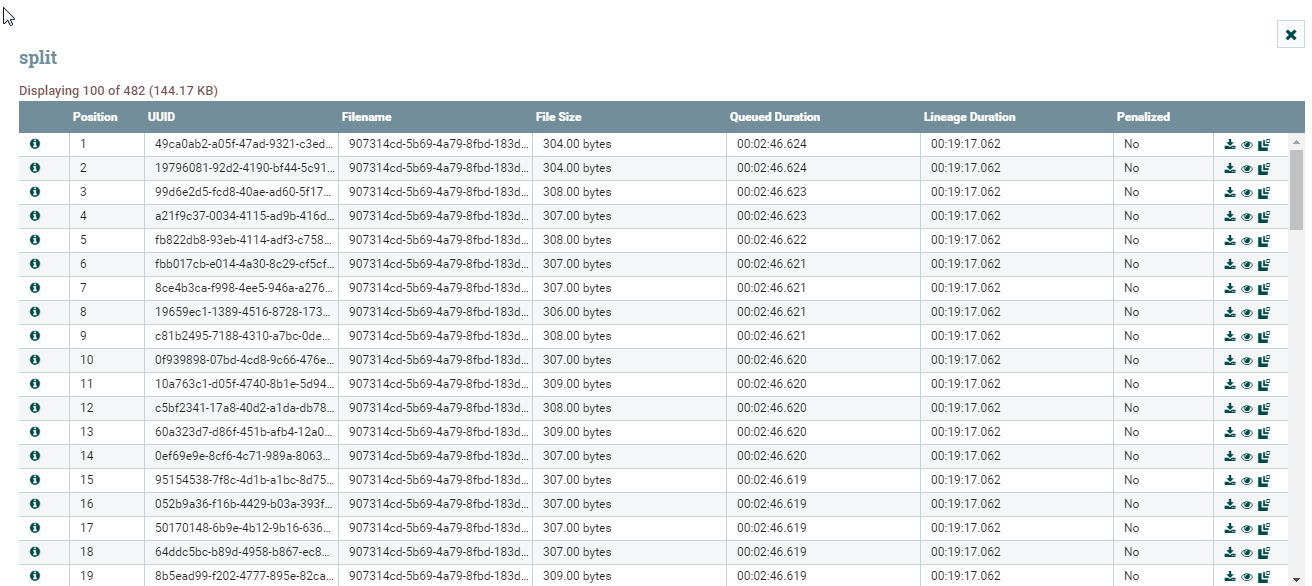 split
Displaying 100 of 482 (144.17 KB)
Position UUID Filename File Size Queued Duration Lineage Duration Penalized
1 49ca0ab2-a05f-47ad-9321-c3ed... 907314cd-5b69-4a79-8fbd-183d... 304.00 bytes 00:02:46.624 00:19:17.062 No
2 19796081-92d2-4190-bf44-5c91... 907314cd-5b69-4a79-8fbd-183d... 304.00 bytes 00:02:46.624 00:19:17.062 No
3 99d6e2d5-fcd8-40ae-ad60-5f17... 907314cd-5b69-4a79-8fbd-183d... 308.00 bytes 00:02:46.623 00:19:17.062 No
4 a21f9c37-0034-4115-ad9b-416d... 907314cd-5b69-4a79-8fbd-183d... 307.00 bytes 00:02:46.623 00:19:17.062 No
5 fb822db8-93eb-4114-adf3-c758... 907314cd-5b69-4a79-8fbd-183d... 308.00 bytes 00:02:46.622 00:19:17.062 No
6 fbb017cb-e014-4a30-8c29-cf5cf... 907314cd-5b69-4a79-8fbd-183d... 307.00 bytes 00:02:46.621 00:19:17.062 No
7 8ce4b3ca-f998-4ee5-946a-a276... 907314cd-5b69-4a79-8fbd-183d... 307.00 bytes 00:02:46.621 00:19:17.062 No
8 19659ec1-1389-4516-8728-173... 907314cd-5b69-4a79-8fbd-183d... 306.00 bytes 00:02:46.621 00:19:17.062 No
9 c81b2495-7188-4310-a7bc-0de... 907314cd-5b69-4a79-8fbd-183d... 308.00 bytes 00:02:46.621 00:19:17.062 No
10 0f939898-07bd-4cd8-9c66-476e... 907314cd-5b69-4a79-8fbd-183d... 307.00 bytes 00:02:46.620 00:19:17.062 No
11 10a763c1-d05f-4740-8b1e-5d94... 907314cd-5b69-4a79-8fbd-183d... 309.00 bytes 00:02:46.620 00:19:17.062 No
12 c5bf2341-17a8-40d2-a1da-db78... 907314cd-5b69-4a79-8fbd-183d... 308.00 bytes 00:02:46.620 00:19:17.062 No
13 60a323d7-d86f-451b-afb4-12a0... 907314cd-5b69-4a79-8fbd-183d... 309.00 bytes 00:02:46.620 00:19:17.062 No
14 0ef69e9e-8cf6-4c71-989a-8063... 907314cd-5b69-4a79-8fbd-183d... 307.00 bytes 00:02:46.620 00:19:17.062 No
15 95154538-7f8c-4d1b-a1bc-8d75... 907314cd-5b69-4a79-8fbd-183d... 307.00 bytes 00:02:46.619 00:19:17.062 No
16 052b9a36-f16b-4429-b03a-393f... 907314cd-5b69-4a79-8fbd-183d... 307.00 bytes 00:02:46.619 00:19:17.062 No
17 50170148-6b9e-4b12-9b16-636... 907314cd-5b69-4a79-8fbd-183d... 307.00 bytes 00:02:46.619 00:19:17.062 No
18 64ddc5bc-b89d-4958-b867-ec8... 907314cd-5b69-4a79-8fbd-183d... 307.00 bytes 00:02:46.619 00:19:17.062 No
19 8b5ead99-f202-4777-895e-82ca... 907314cd-5b69-4a79-8fbd-183d... 309.00 bytes 00:02:46.619 00:19:17.062 No